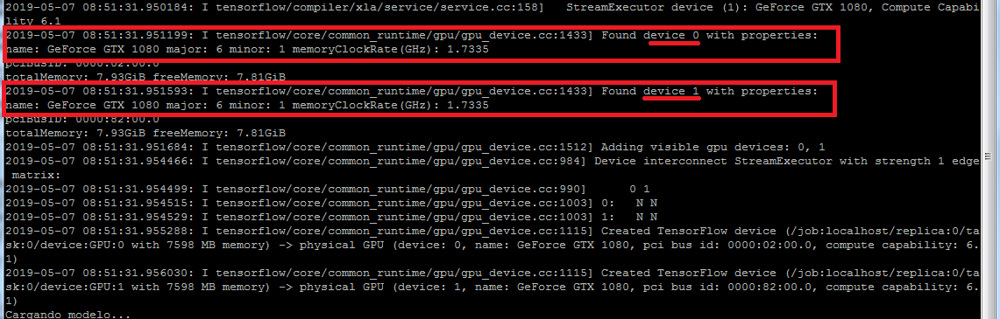 2019-05-07 08:51:31.950184: I tensorflow/compiler/xla/service/service.cc:158]   StreamExecutor device (1): GeForce GTX 1080, Compute Capabi
lity 6.1
2019-05-07 08:51:31.951199: I tensorflow/core/common_runtime/gpu/gpu_device.cc:1433] Found device 0 with properties:
name: GeForce GTX 1080 major: 6 minor: 1 memoryClockRate(GHz): 1.7335
pciBusID: 0000:02:00.0
totalMemory: 7.93GiB freeMemory: 7.81GiB
2019-05-07 08:51:31.951593: I tensorflow/core/common_runtime/gpu/gpu_device.cc:1433] Found device 1 with properties:
name: GeForce GTX 1080 major: 6 minor: 1 memoryClockRate(GHz): 1.7335
pciBusID: 0000:82:00.0
totalMemory: 7.93GiB freeMemory: 7.81GiB
2019-05-07 08:51:31.951684: I tensorflow/core/common_runtime/gpu/gpu_device.cc:1512] Adding visible gpu devices: 0, 1
2019-05-07 08:51:31.954466: I tensorflow/core/common_runtime/gpu/gpu_device.cc:984] Device interconnect StreamExecutor with strength 1 edge
 matrix:
2019-05-07 08:51:31.954499: I tensorflow/core/common_runtime/gpu/gpu_device.cc:990]      0 1
2019-05-07 08:51:31.954515: I tensorflow/core/common_runtime/gpu/gpu_device.cc:1003] 0:   N N
2019-05-07 08:51:31.954529: I tensorflow/core/common_runtime/gpu/gpu_device.cc:1003] 1:   N N
2019-05-07 08:51:31.955288: I tensorflow/core/common_runtime/gpu/gpu_device.cc:1115] Created TensorFlow device (/job:localhost/replica:0/ta
sk:0/device:GPU:0 with 7598 MB memory) -> physical GPU (device: 0, name: GeForce GTX 1080, pci bus id: 0000:02:00.0, compute capability: 6.
1)
2019-05-07 08:51:31.956030: I tensorflow/core/common_runtime/gpu/gpu_device.cc:1115] Created TensorFlow device (/job:localhost/replica:0/ta
sk:0/device:GPU:1 with 7598 MB memory) -> physical GPU (device: 1, name: GeForce GTX 1080, pci bus id: 0000:82:00.0, compute capability: 6.
1)
Cargando modelo...